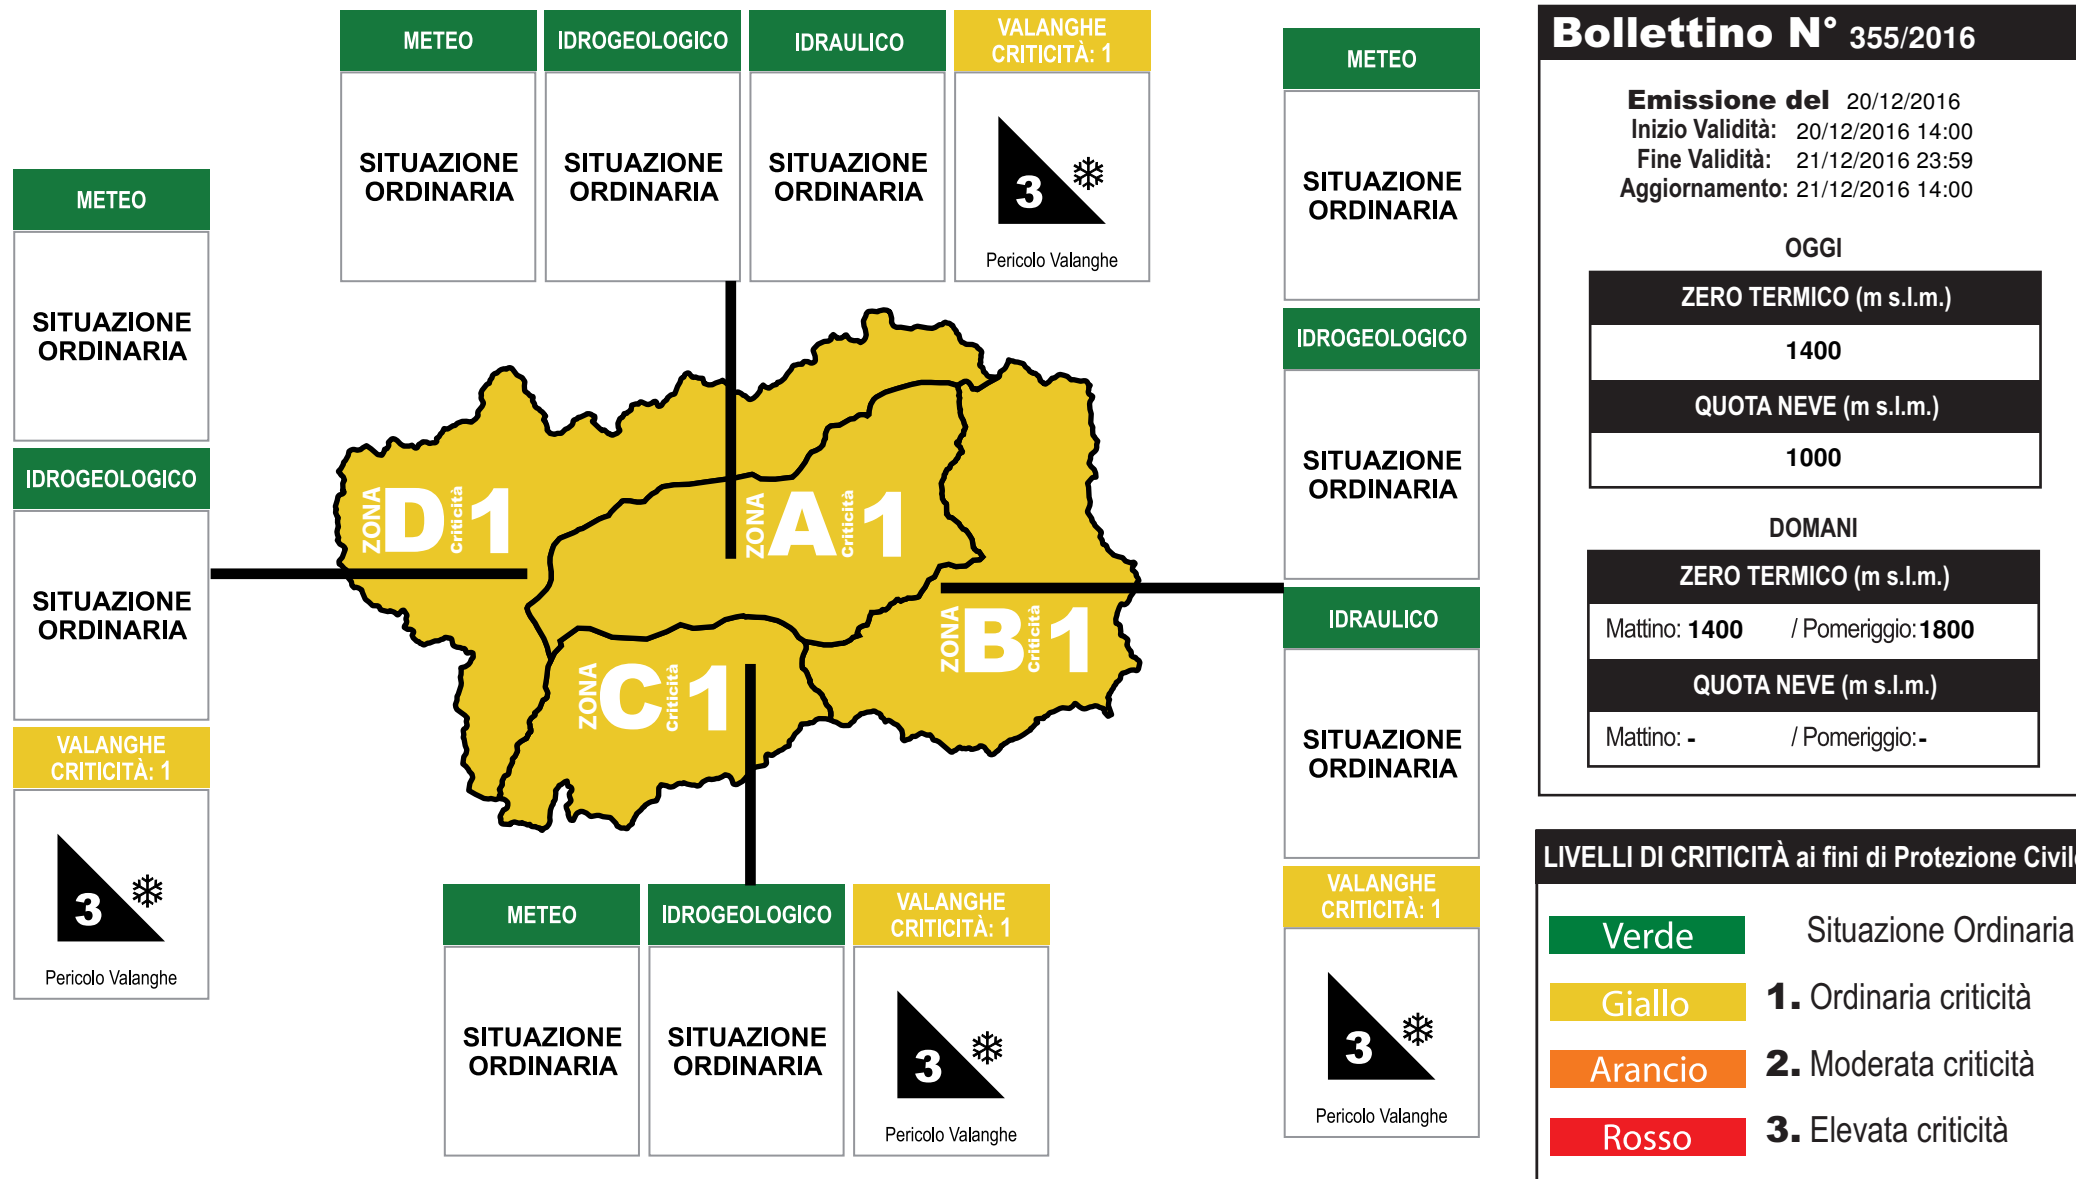 METEO
IDROGEOLOGICO
IDRAULICO
VALANGHE
CRITICITÀ: 1
SITUAZIONE
ORDINARIA
SITUAZIONE
ORDINARIA
SITUAZIONE
ORDINARIA
3
Pericolo Valanghe
METEO
SITUAZIONE
ORDINARIA
IDROGEOLOGICO
SITUAZIONE
ORDINARIA
VALANGHE
CRITICITÀ: 1
3
Pericolo Valanghe
ZONA D Criticità 1
ZONA A Criticità 1
ZONA B Criticità 1
ZONA C Criticità 1
METEO
IDROGEOLOGICO
VALANGHE
CRITICITÀ: 1
SITUAZIONE
ORDINARIA
SITUAZIONE
ORDINARIA
3
Pericolo Valanghe
METEO
SITUAZIONE
ORDINARIA
IDROGEOLOGICO
SITUAZIONE
ORDINARIA
IDRAULICO
SITUAZIONE
ORDINARIA
VALANGHE
CRITICITÀ: 1
3
Pericolo Valanghe
Bollettino N° 355/2016
Emissione del 20/12/2016
Inizio Validità: 20/12/2016 14:00
Fine Validità: 21/12/2016 23:59
Aggiornamento: 21/12/2016 14:00
OGGI
ZERO TERMICO (m s.l.m.)
1400
QUOTA NEVE (m s.l.m.)
1000
DOMANI
ZERO TERMICO (m s.l.m.)
Mattino: 1400 / Pomeriggio: 1800
QUOTA NEVE (m s.l.m.)
Mattino: - / Pomeriggio: -
LIVELLI DI CRITICITÀ ai fini di Protezione Civile
Verde Situazione Ordinaria
Giallo 1. Ordinaria criticità
Arancio 2. Moderata criticità
Rosso 3. Elevata criticità